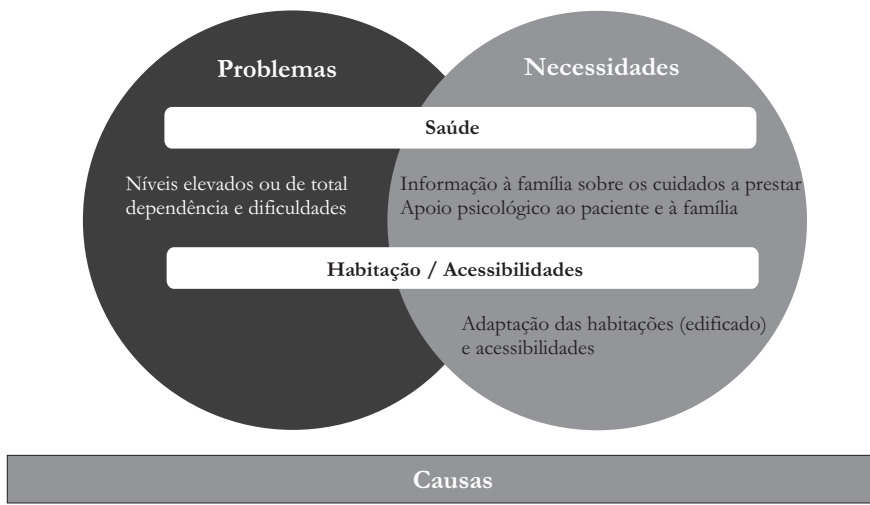 Problemas
Necessidades
Saúde
Níveis elevados ou de total
dependência e dificuldades
Informação à família sobre os cuidados a prestar
Apoio psicológico ao paciente e à família
Habitação / Acessibilidades
Adaptação das habitações (edificado)
e acessibilidades
Causas